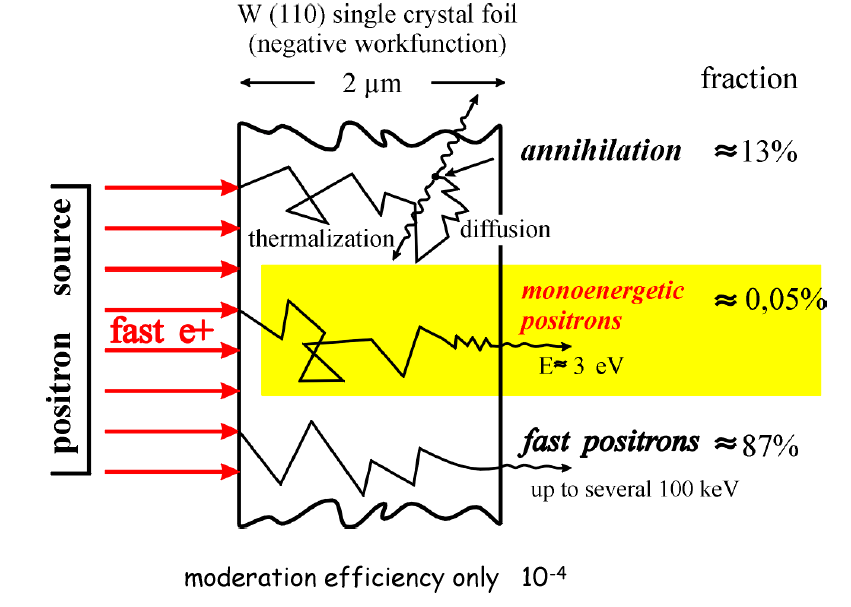 W (110) single crystal foil
(negative workfunction)
2 μm
fraction
annihilation ≈13%
thermalization
diffusion
positron source
fast e+
monoenergetic
positrons
≈ 0,05%
E≈ 3 eV
fast positrons ≈87%
up to several 100 keV
moderation efficiency only 10⁻⁴